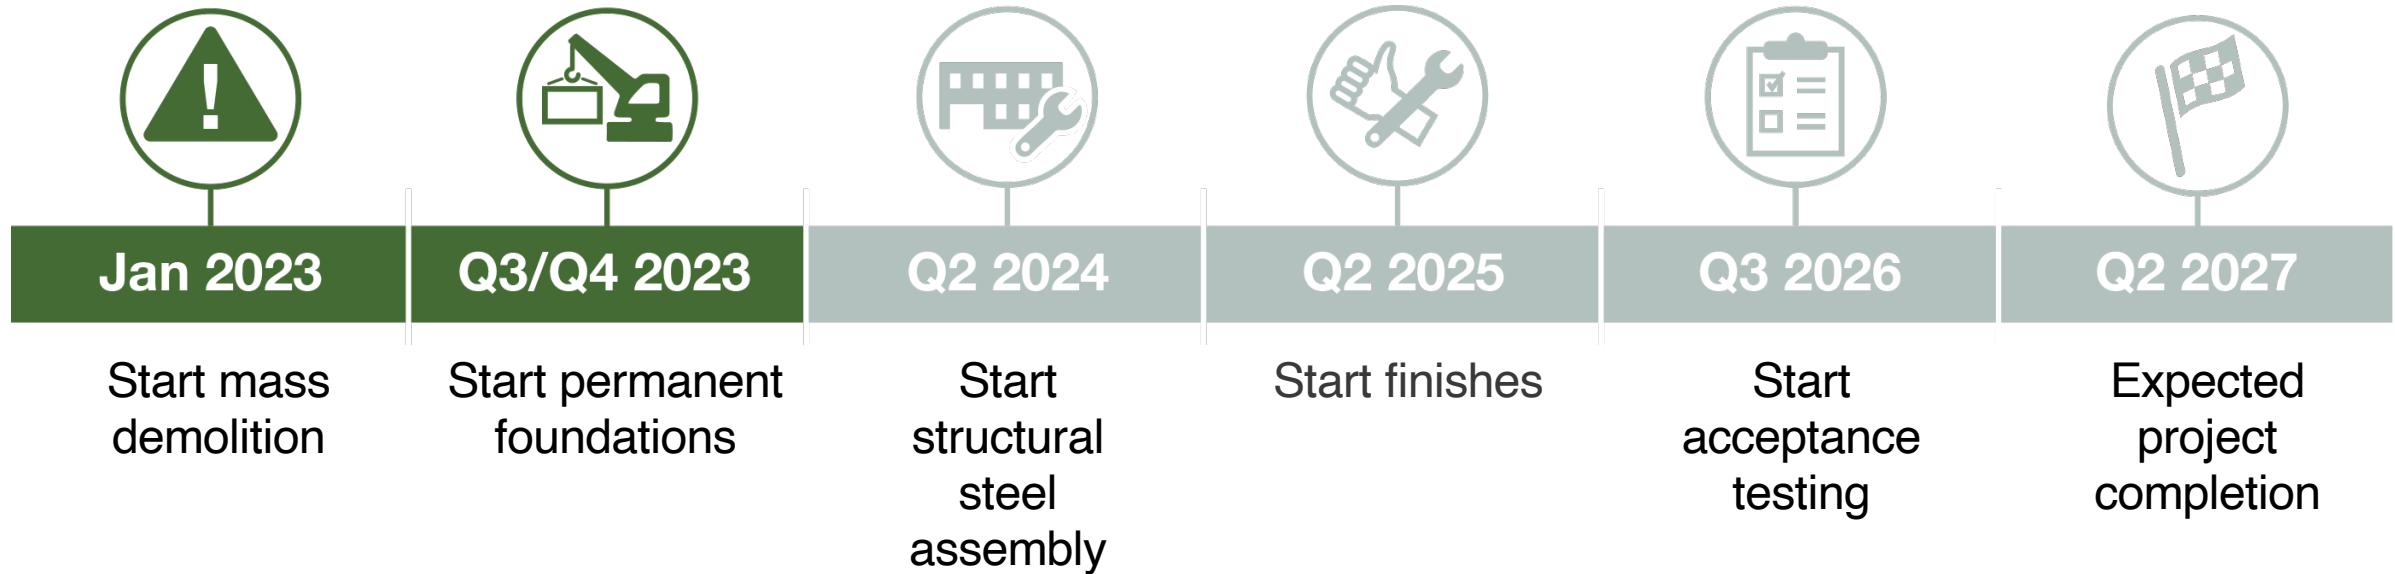 Jan 2023
Start mass
demolition
Q3/Q4 2023
Start permanent
foundations
Q2 2024
Start
structural
steel
assembly
Q2 2025
Start finishes
Q3 2026
Start
acceptance
testing
Q2 2027
Expected
project
completion